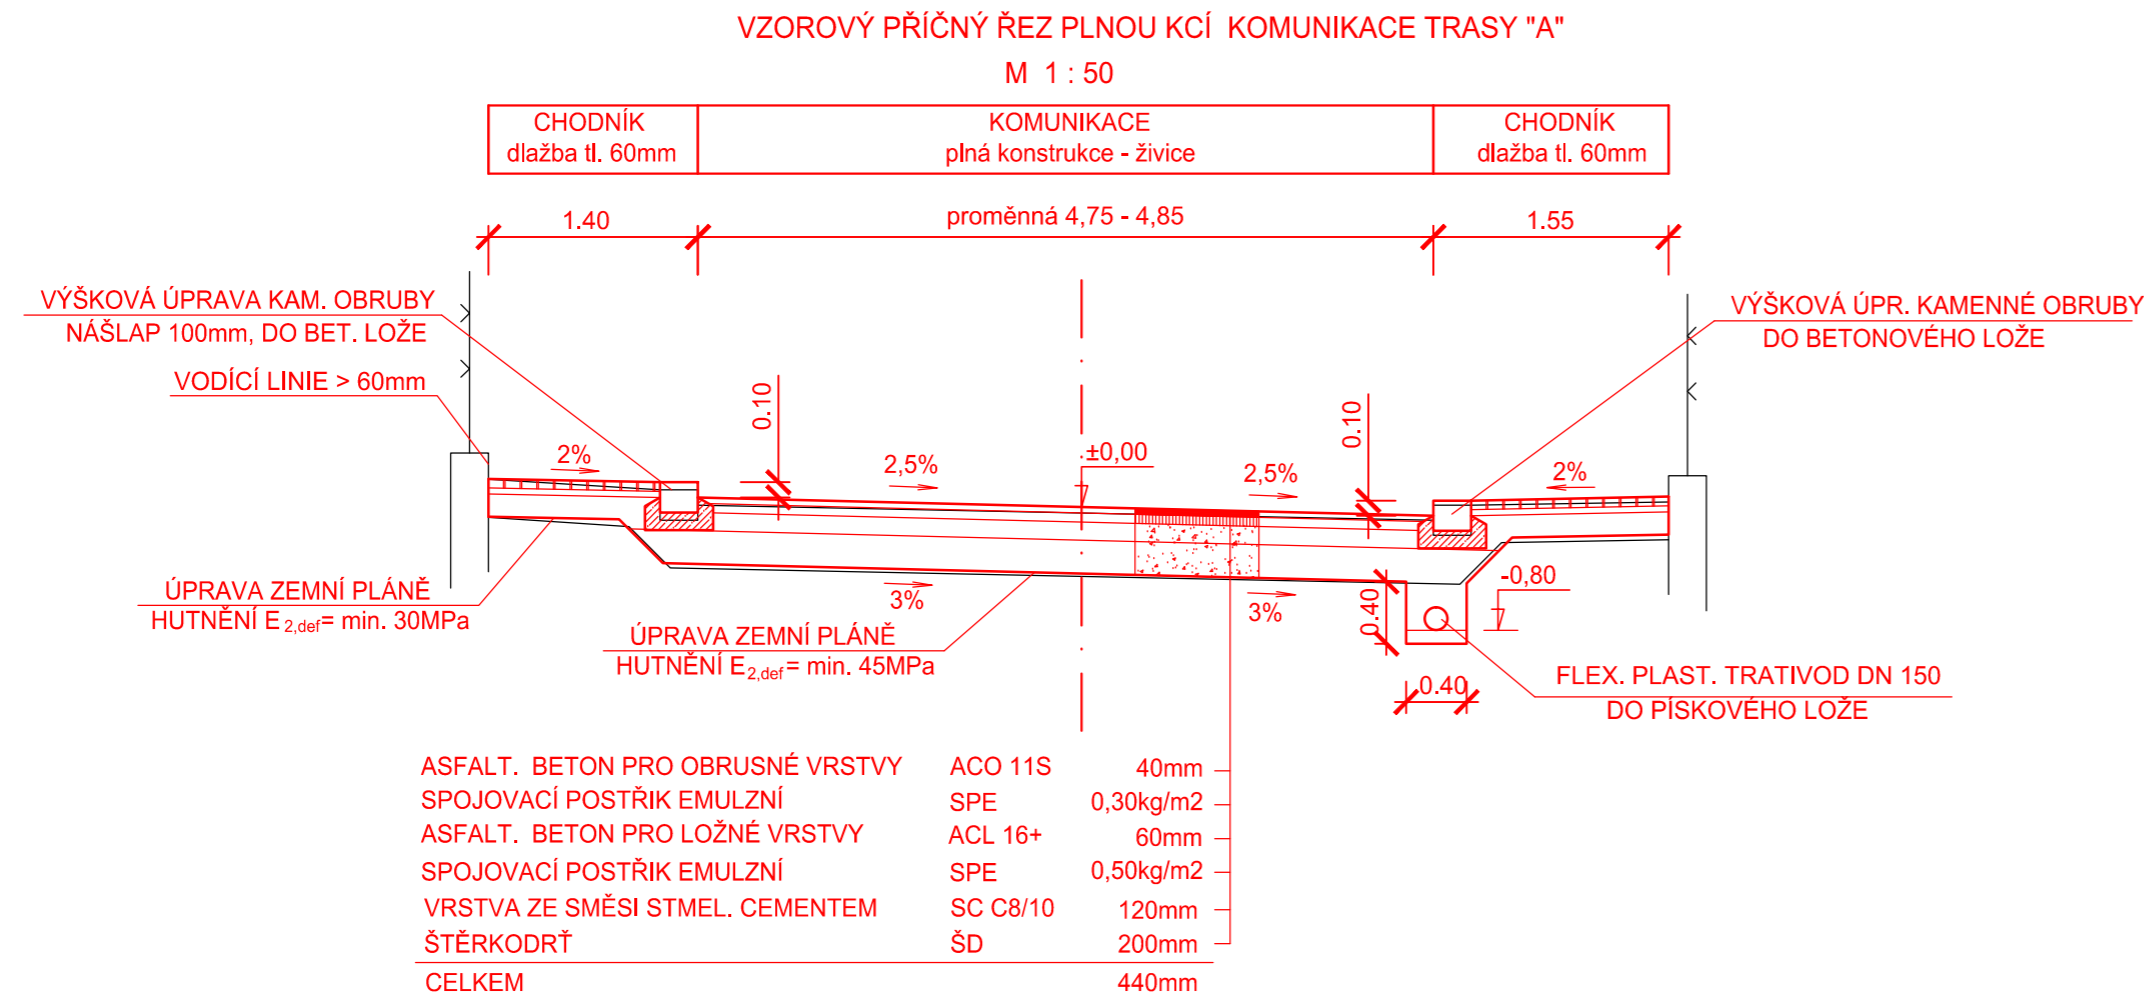 VZOROVÝ PŘÍČNÝ ŘEZ PLNOU KCÍ KOMUNIKACE TRASY "A"
M 1 : 50
CHODNÍK
dlažba tl. 60mm
KOMUNIKACE
plná konstrukce - živice
CHODNÍK
dlažba tl. 60mm
1.40
proměnná 4,75 - 4,85
1.55
VÝŠKOVÁ ÚPRAVA KAM. OBRUBY
NÁŠLAP 100mm, DO BET. LOŽE
VODÍCÍ LINIE > 60mm
VÝŠKOVÁ ÚPR. KAMENNÉ OBRUBY
DO BETONOVÉHO LOŽE
0.10
0.10
2%
2,5%
±0,00
2,5%
2%
ÚPRAVA ZEMNÍ PLÁNĚ
HUTNĚNÍ E2,def= min. 30MPa
3%
3%
-0,80
0.40
ÚPRAVA ZEMNÍ PLÁNĚ
HUTNĚNÍ E2,def= min. 45MPa
0.40
FLEX. PLAST. TRATIVOD DN 150
DO PÍSKOVÉHO LOŽE
ASFALT. BETON PRO OBRUSNÉ VRSTVY ACO 11S 40mm
SPOJOVACÍ POSTŘIK EMULZNÍ SPE 0,30kg/m2
ASFALT. BETON PRO LOŽNÉ VRSTVY ACL 16+ 60mm
SPOJOVACÍ POSTŘIK EMULZNÍ SPE 0,50kg/m2
VRSTVA ZE SMĚSI STMEL. CEMENTEM SC C8/10 120mm
ŠTĚRKODRŤ ŠD 200mm
CELKEM 440mm